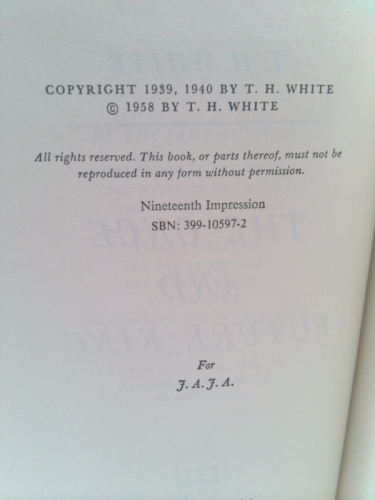 COPYRIGHT 1939, 1940 BY T. H. WHITE
© 1958 BY T. H. WHITE
All rights reserved. This book, or parts thereof, must not be
reproduced in any form without permission.
Nineteenth Impression
SBN: 399-10597-2
For
J. A. J. A.